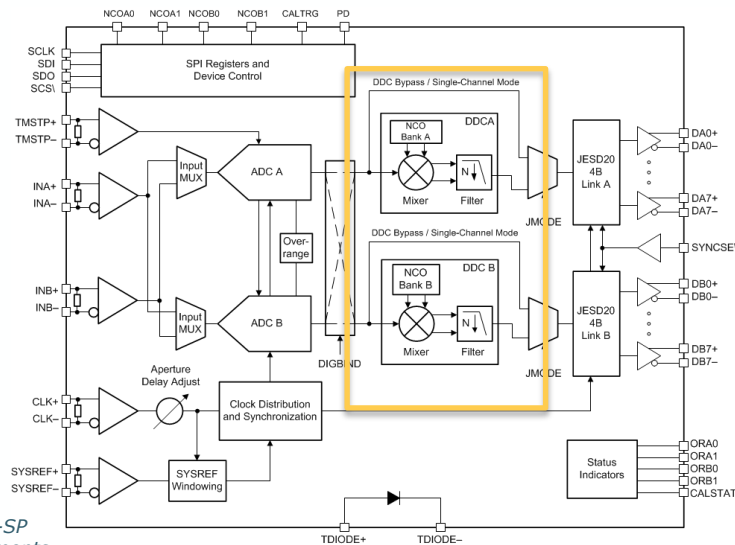 NCOA0 NCOA1 NCOB0 NCOB1 CALTRG PD
SCLK
SDI
SDO
SCS\
SPI Registers and
Device Control
DDC Bypass / Single-Channel Mode
TMSTP+
TMSTP–
INA+
INA–
Input
MUX
ADC A
NCO
Bank A
DDCA
N
Mixer
Filter
JMODE
JESD20
4B
Link A
DA0+
DA0–
DA7+
DA7–
Over-
range
DDC Bypass / Single-Channel Mode
SYNCSE\
INB+
INB–
Input
MUX
ADC B
NCO
Bank B
DDC B
N
Mixer
Filter
JMODE
JESD20
4B
Link B
DB0+
DB0–
DB7+
DB7–
DIGBIND
Aperture
Delay Adjust
CLK+
CLK–
Clock Distribution
and Synchronization
SYSREF+
SYSREF–
SYSREF
Windowing
Status
Indicators
ORA0
ORA1
ORB0
ORB1
CALSTAT
-SP
TDIODE+
TDIODE–